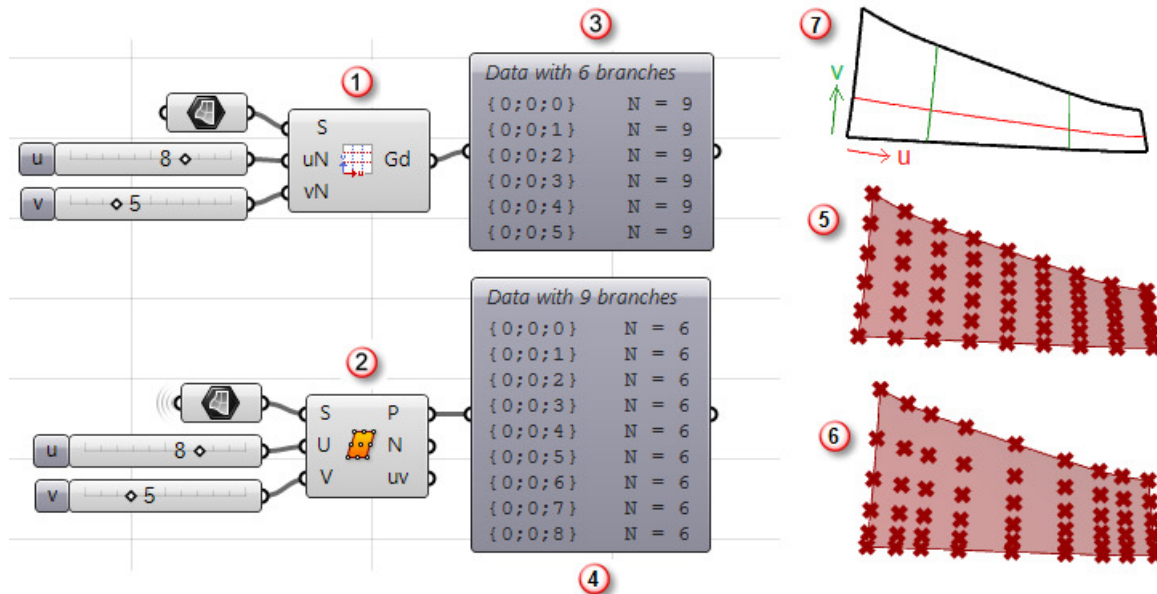 3
7
1
Data with 6 branches
{0;0;0} N = 9
{0;0;1} N = 9
{0;0;2} N = 9
{0;0;3} N = 9
{0;0;4} N = 9
{0;0;5} N = 9
S
uN
vN
Gd
u 8
v 5
v
u
5
Data with 9 branches
{0;0;0} N = 6
{0;0;1} N = 6
{0;0;2} N = 6
{0;0;3} N = 6
{0;0;4} N = 6
{0;0;5} N = 6
{0;0;6} N = 6
{0;0;7} N = 6
{0;0;8} N = 6
2
S P
U N
V uv
u 8
v 5
6
4